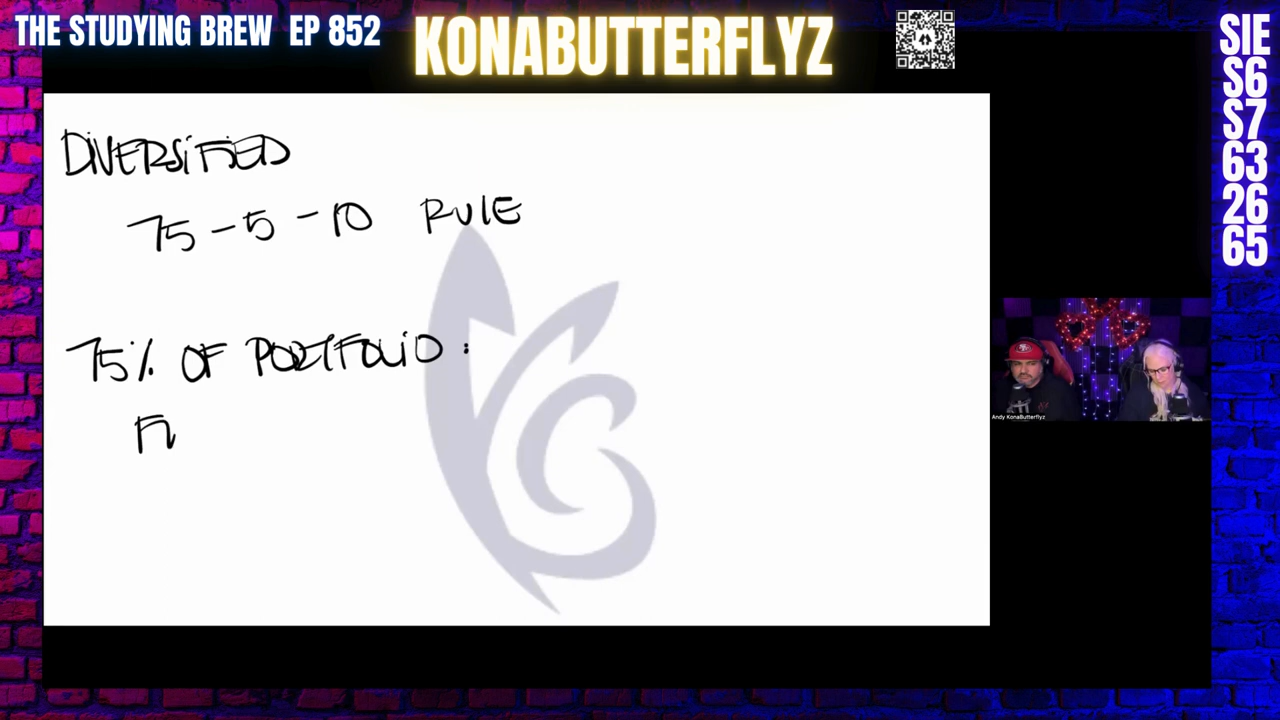 THE STUDYING BREW EP 852
KONABUTTERFLYZ
SIE
S6
S7
63
26
65
DIVERSIFIED
75-5-10 RULE
75% OF PORTFOLIO:
Andy KonaButterflyz